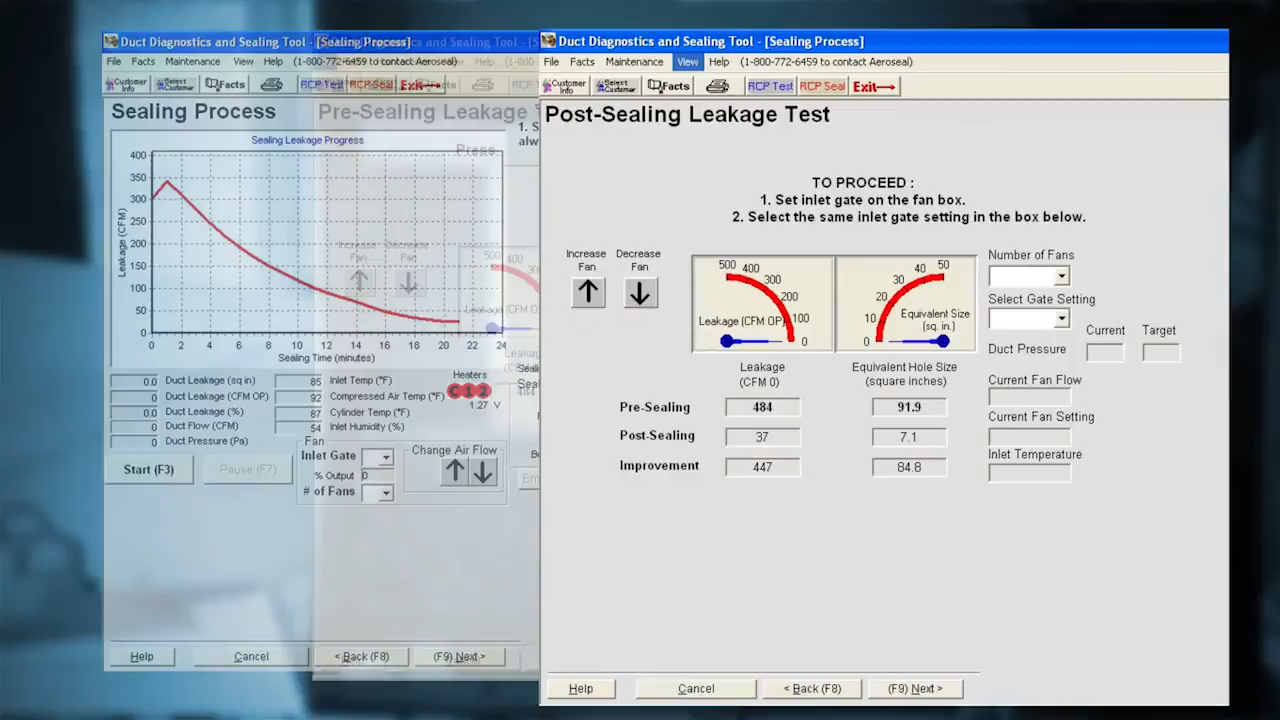 Duct Diagnostics and Sealing Tool - [Sealing Process]
File Facts Maintenance View Help (1-800-772-6459 to contact Aeroseal)
Customer Info Select Customer Facts RCP Test RCP Seal Exit
Sealing Process
Sealing Leakage Progress
Leakage (CFM)
400
350
300
250
200
150
100
50
0
0 2 4 6 8 10 12 14 16 18 20 22 24
Sealing Time (minutes)
0.0 Duct Leakage (sq in) 85 Inlet Temp (°F)
0 Duct Leakage (CFM OP) 92 Compressed Air Temp (°F)
0.0 Duct Leakage (%) 87 Cylinder Temp (°F)
0 Duct Flow (CFM) 54 Inlet Humidity (%)
0 Duct Pressure (Pa)
Heaters
C 1 2
1.27 V
Start (F3) Pause (F7)
Fan
Inlet Gate
% Output 0
# of Fans
Change Air Flow
Help Cancel < Back (F8) (F9) Next >
Pre-Sealing Leakage
Press
Increase Fan
Decrease Fan
Duct Diagnostics and Sealing Tool - [Sealing Process]
File Facts Maintenance View Help (1-800-772-6459 to contact Aeroseal)
Customer Info Select Customer Facts RCP Test RCP Seal Exit
Post-Sealing Leakage Test
TO PROCEED :
1. Set inlet gate on the fan box.
2. Select the same inlet gate setting in the box below.
Increase Fan
Decrease Fan
500 400 300 200 100 0
Leakage (CFM OP)
50 40 30 20 10 0
Equivalent Size (sq. in.)
Number of Fans
Select Gate Setting
Current Target
Duct Pressure
Current Fan Flow
Current Fan Setting
Inlet Temperature
Leakage (CFM 0)
Equivalent Hole Size (square inches)
Pre-Sealing 484 91.9
Post-Sealing 37 7.1
Improvement 447 84.8
Help Cancel < Back (F8) (F9) Next >